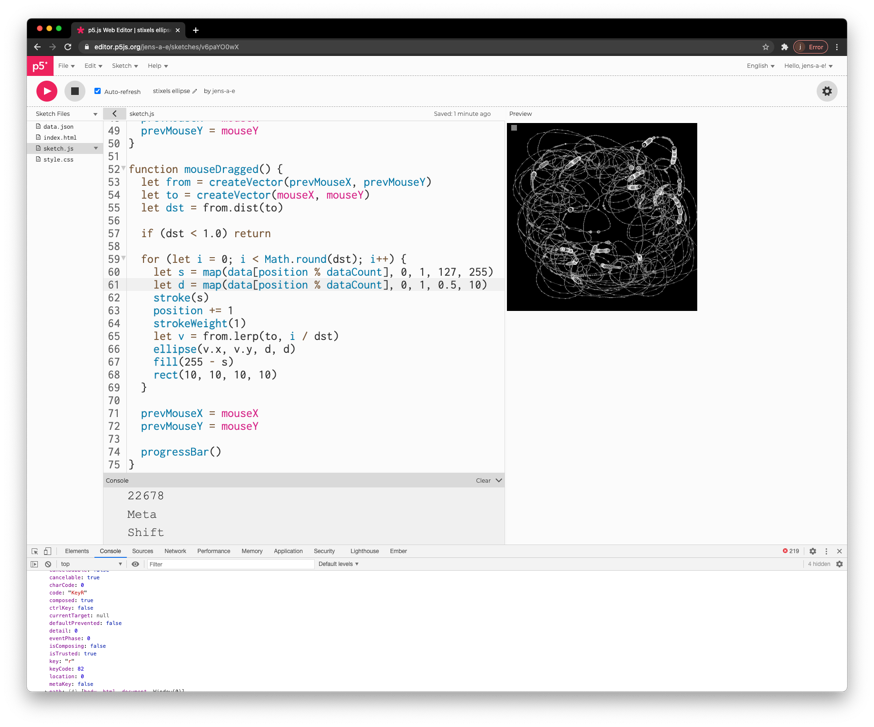 p5.js Web Editor | stixels ellips
editor.p5js.org/jens-a-e/sketches/v6paYO0wX
j Error
p5* File Edit Sketch Help English Hello, jens-a-e!
Auto-refresh stixels ellipse by jens-a-e
Sketch Files sketch.js Saved: 1 minute ago Preview
data.json
index.html
sketch.js
style.css
49 prevMouseY = mouseY
50 }
51
52 function mouseDragged() {
53 let from = createVector(prevMouseX, prevMouseY)
54 let to = createVector(mouseX, mouseY)
55 let dst = from.dist(to)
56
57 if (dst < 1.0) return
58
59 for (let i = 0; i < Math.round(dst); i++) {
60 let s = map(data[position % dataCount], 0, 1, 127, 255)
61 let d = map(data[position % dataCount], 0, 1, 0.5, 10)
62 stroke(s)
63 position += 1
64 strokeWeight(1)
65 let v = from.lerp(to, i / dst)
66 ellipse(v.x, v.y, d, d)
67 fill(255 - s)
68 rect(10, 10, 10, 10)
69 }
70
71 prevMouseX = mouseX
72 prevMouseY = mouseY
73
74 progressBar()
75 }
Console Clear
22678
Meta
Shift
Elements Console Sources Network Performance Memory Application Security Lighthouse Ember 219
top Filter Default levels 4 hidden
cancelable: true
charCode: 0
code: "KeyR"
composed: true
ctrlKey: false
currentTarget: null
defaultPrevented: false
detail: 0
eventPhase: 0
isComposing: false
isTrusted: true
key: "r"
keyCode: 82
location: 0
metaKey: false